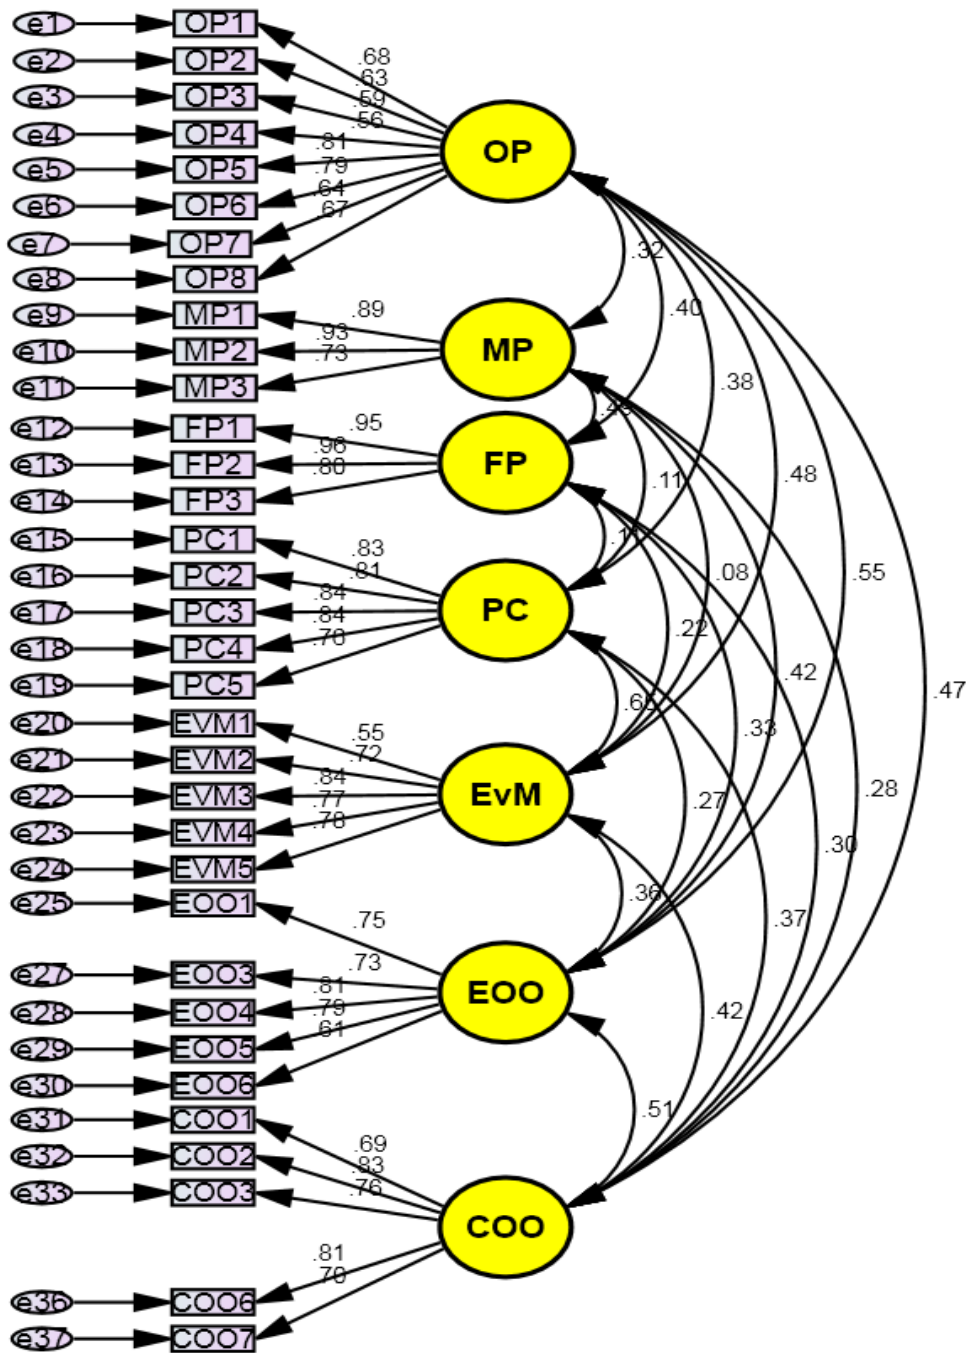 e1 OP1
.68
e2 OP2
.63
e3 OP3
.59
.56
e4 OP4
.81
OP
e5 OP5
.79
e6 OP6
.64
.67
e7 OP7
.32
e8 OP8
.40
e9 MP1
.89
.93
e10 MP2
MP
.73
e11 MP3
.38
e12 FP1
.95
.96
e13 FP2
FP
.80
.48
.11
e14 FP3
e15 PC1
.83
.08
.55
e16 PC2
.81
.84
e17 PC3
PC
.84
.22
e18 PC4
.42
e19 PC5
.47
e20 EVM1
.55
.33
e21 EVM2
.72
.84
e22 EVM3
EvM
.77
.27
.28
e23 EVM4
.78
.30
e24 EVM5
.36
e25 EOO1
.75
.37
e27 EOO3
.73
.81
EOO
e28 EOO4
.79
.42
e29 EOO5
.61
e30 EOO6
.51
e31 COO1
.69
e32 COO2
.83
e33 COO3
.76
COO
.81
.70
e36 COO6
e37 COO7